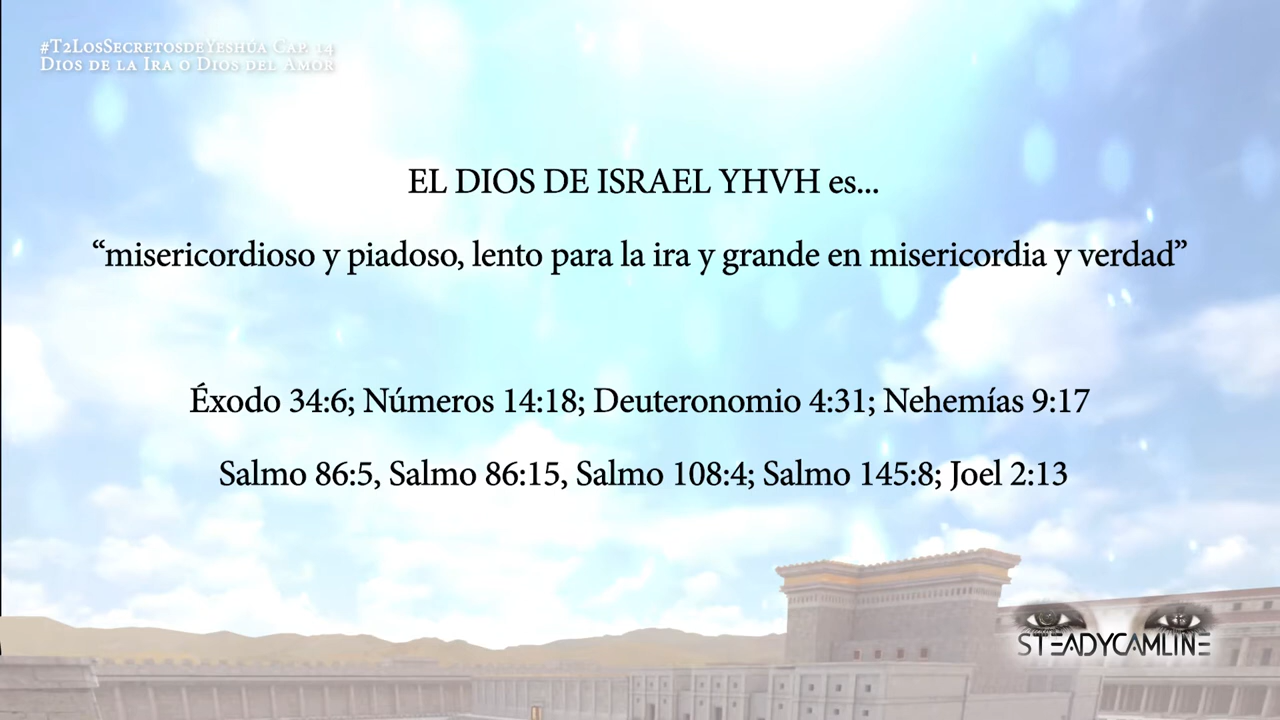 #T2LosSecretosdeYeshúa Cap. 14
Dios de la Ira o Dios del Amor
EL DIOS DE ISRAEL YHVH es...
“misericordioso y piadoso, lento para la ira y grande en misericordia y verdad”
Éxodo 34:6; Números 14:18; Deuteronomio 4:31; Nehemías 9:17
Salmo 86:5, Salmo 86:15, Salmo 108:4; Salmo 145:8; Joel 2:13
STEADYCAMLINE